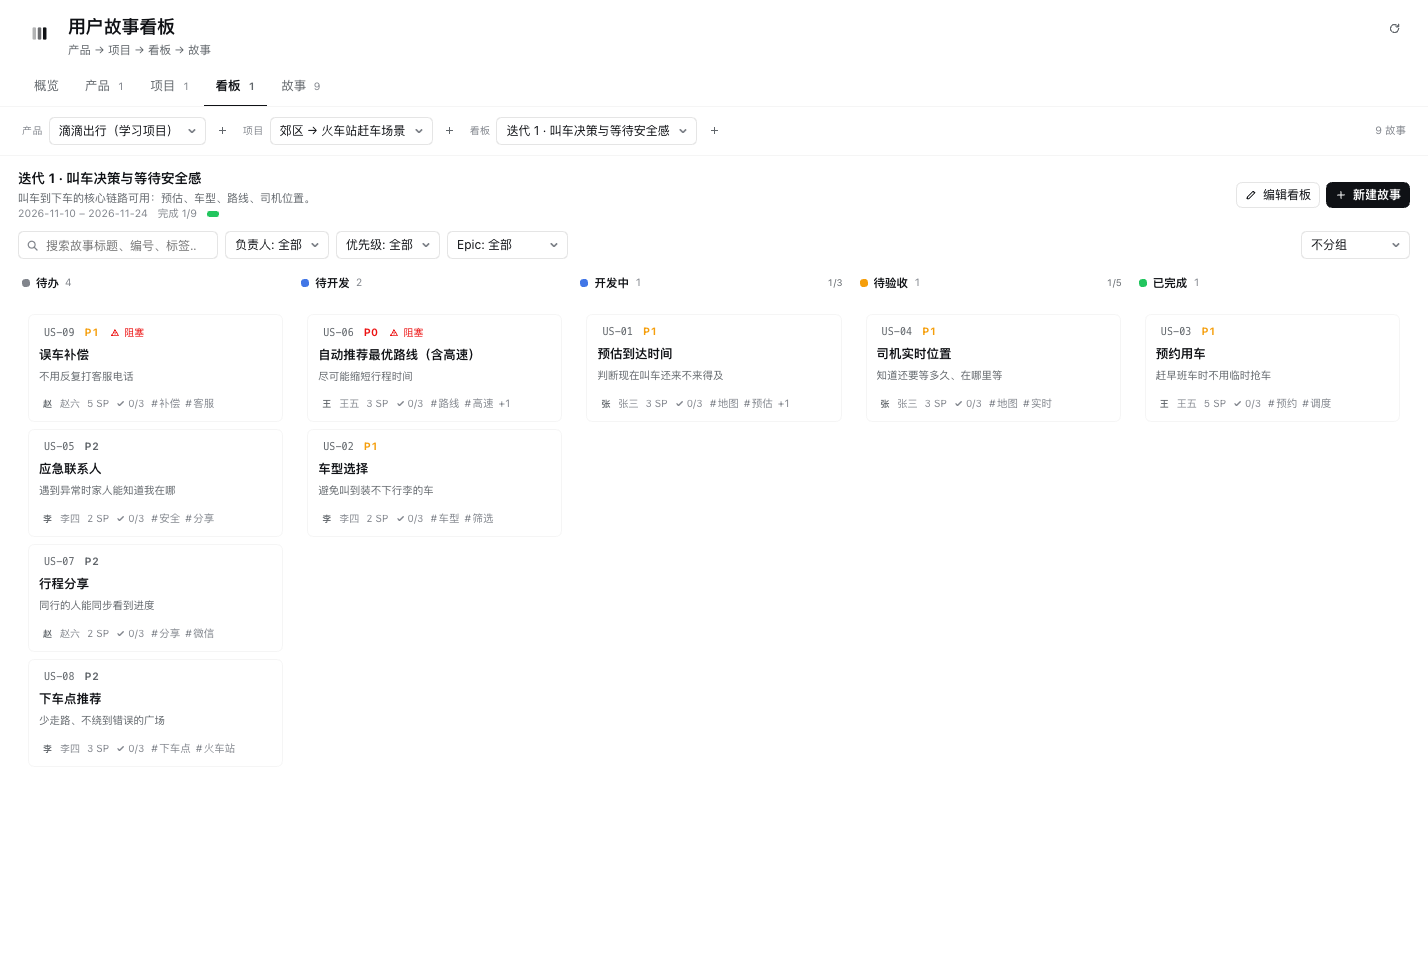 用户故事看板
产品 → 项目 → 看板 → 故事
概览 产品 1 项目 1 看板 1 故事 9
产品 滴滴出行（学习项目） + 项目 郊区 → 火车站赶车场景 + 看板 迭代 1 · 叫车决策与等待安全感 + 9 故事
迭代 1 · 叫车决策与等待安全感
叫车到下车的核心链路可用：预估、车型、路线、司机位置。
2026-11-10 – 2026-11-24 完成 1/9
编辑看板 + 新建故事
搜索故事标题、编号、标签.. 负责人: 全部 优先级: 全部 Epic: 全部 不分组
待办 4
US-09 P1 阻塞
误车补偿
不用反复打客服电话
赵 赵六 5 SP 0/3 #补偿 #客服
US-05 P2
应急联系人
遇到异常时家人能知道我在哪
李 李四 2 SP 0/3 #安全 #分享
US-07 P2
行程分享
同行的人能同步看到进度
赵 赵六 2 SP 0/3 #分享 #微信
US-08 P2
下车点推荐
少走路、不绕到错误的广场
李 李四 3 SP 0/3 #下车点 #火车站
待开发 2
US-06 P0 阻塞
自动推荐最优路线（含高速）
尽可能缩短行程时间
王 王五 3 SP 0/3 #路线 #高速 +1
US-02 P1
车型选择
避免叫到装不下行李的车
李 李四 2 SP 0/3 #车型 #筛选
开发中 1 1/3
US-01 P1
预估到达时间
判断现在叫车还来不来得及
张 张三 3 SP 0/3 #地图 #预估 +1
待验收 1 1/5
US-04 P1
司机实时位置
知道还要等多久、在哪里等
张 张三 3 SP 0/3 #地图 #实时
已完成 1
US-03 P1
预约用车
赶早班车时不用临时抢车
王 王五 5 SP 0/3 #预约 #调度